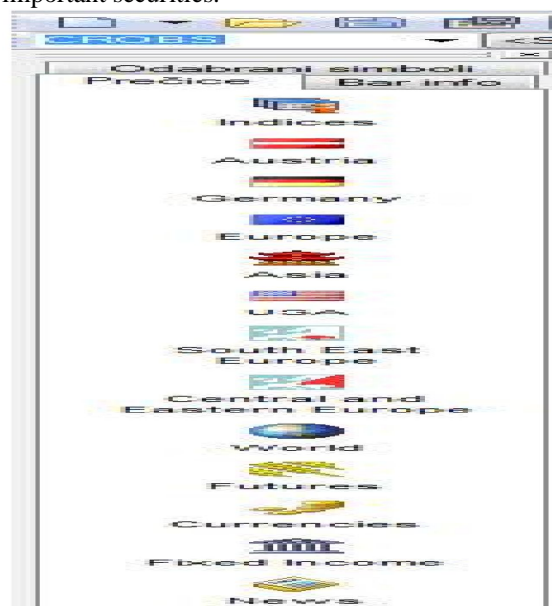 important securities.
CROBS
Odabrani simboli
Prečice
Bar info
Indices
Austria
Germany
Europe
Asia
USA
South East
Europe
Central and
Eastern Europe
World
Futures
Currencies
Fixed Income
News